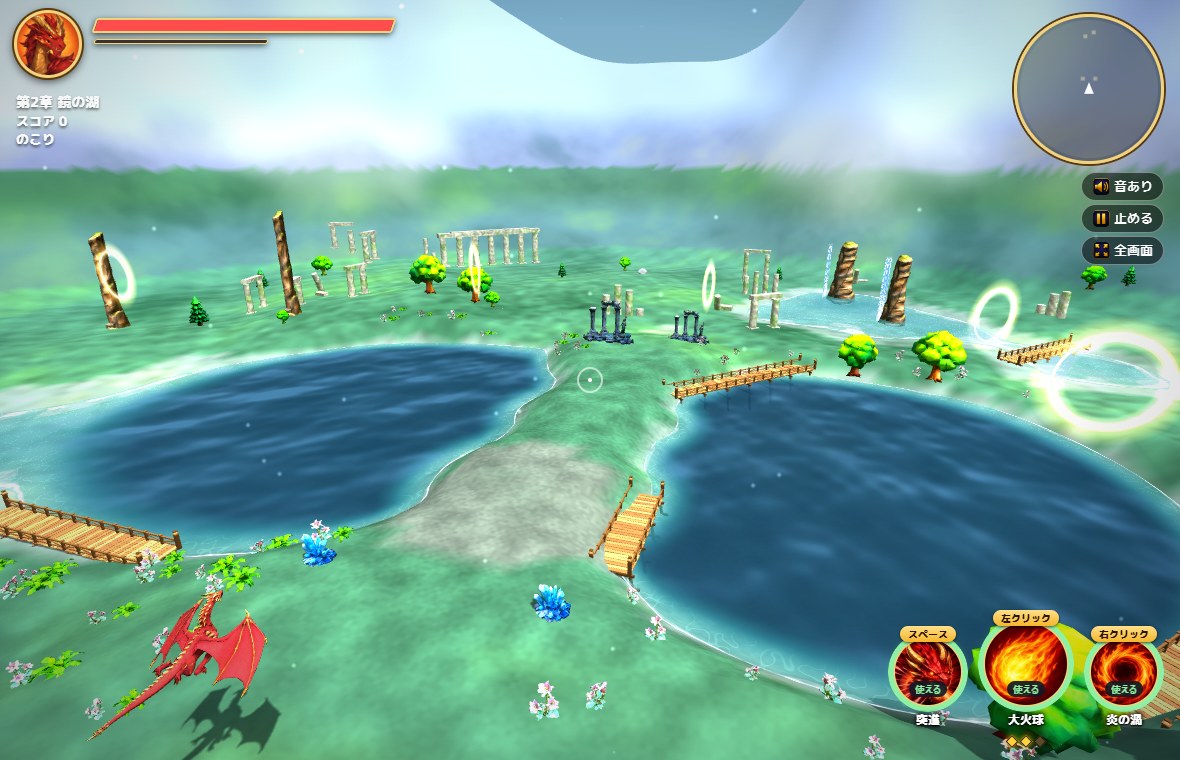 第2章 鏡の湖
スコア 0
のこり
音あり
止める
全画面
スペース
使える
突進
左クリック
使える
大火球
右クリック
使える
炎の渦